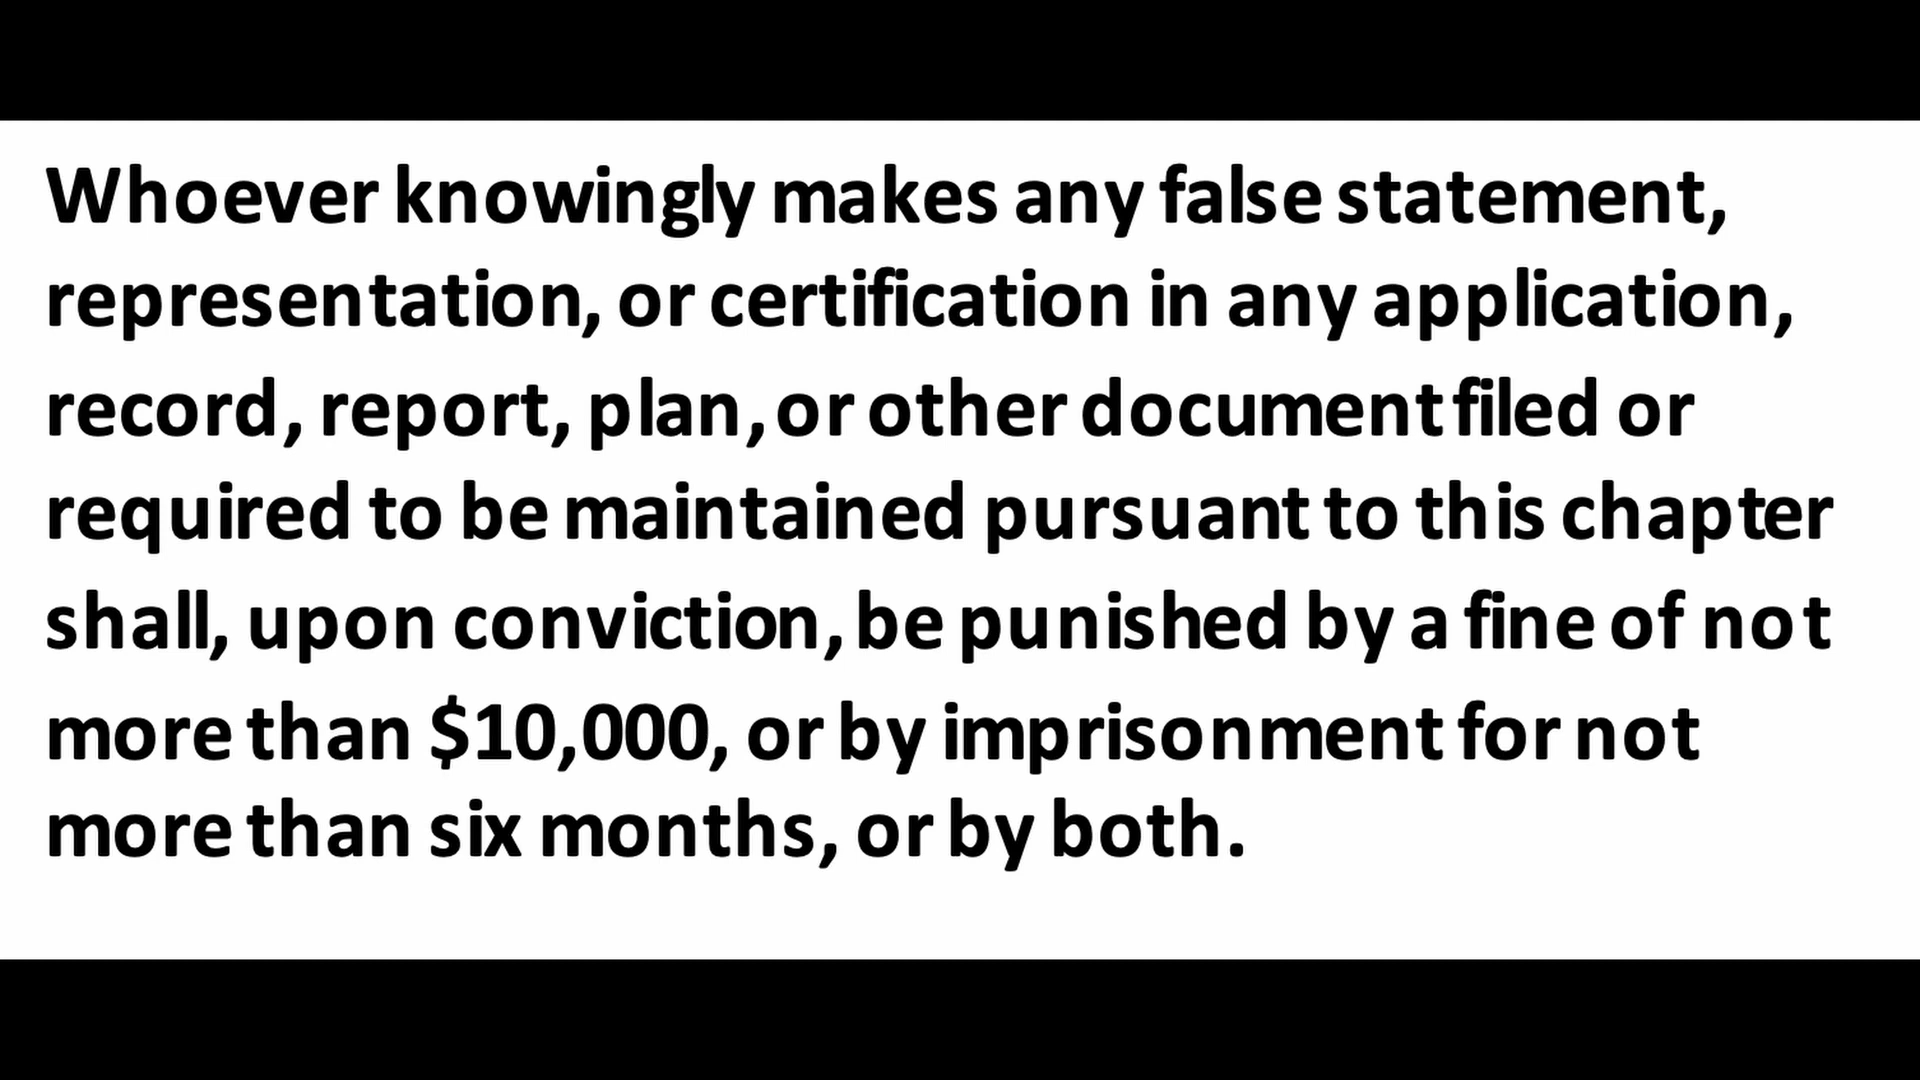 Whoever knowingly makes any false statement,
representation, or certification in any application,
record, report, plan, or other document filed or
required to be maintained pursuant to this chapter
shall, upon conviction, be punished by a fine of not
more than $10,000, or by imprisonment for not
more than six months, or by both.